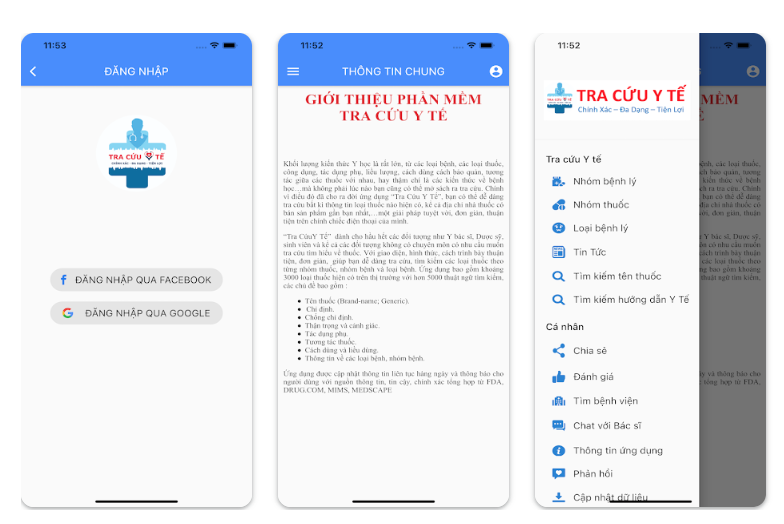 11:53
ĐĂNG NHẬP
TRA CỨU Y TẾ
CHÍNH XÁC - ĐA DẠNG - TIỆN LỢI
ĐĂNG NHẬP QUA FACEBOOK
ĐĂNG NHẬP QUA GOOGLE
11:52
THÔNG TIN CHUNG
GIỚI THIỆU PHẦN MỀM
TRA CỨU Y TẾ
Khối lượng kiến thức Y học là rất lớn, từ các loại bệnh, các loại thuốc,
công dụng, tác dụng phụ, liều lượng, cách dùng cách bảo quản, tương
tác giữa các thuốc với nhau, hay thậm chí là các kiến thức về bệnh
học…mà không phải lúc nào bạn cũng có thể mở sách ra tra cứu. Chính
vì điều đó đã cho ra đời ứng dụng “Tra Cứu Y Tế”, bạn có thể dễ dàng
tra cứu bất kì thông tin loại thuốc nào hiện có, kể cả địa chỉ nhà thuốc có
bán sản phẩm gần bạn nhất,…một giải pháp tuyệt vời, đơn giản, thuận
tiện trên chính chiếc điện thoại của mình.
“Tra CứuY Tế” dành cho hầu hết các đối tượng như Y bác sĩ, Dược sỹ,
sinh viên và kể cả các đối tượng không có chuyên môn có nhu cầu muốn
tra cứu tìm hiểu về thuốc. Với giao diện, hình thức, cách trình bày thuận
tiện, đơn giản, giúp bạn dễ dàng tra cứu, tìm kiếm các loại thuốc theo
từng nhóm thuốc, nhóm bệnh và loại bệnh. Ứng dụng bao gồm khoảng
3000 loại thuốc hiện có trên thị trường với hơn 5000 thuật ngữ tìm kiếm,
các chủ đề bao gồm :
Tên thuốc (Brand-name; Generic).
Chỉ định.
Chống chỉ định.
Thận trọng và cảnh giác.
Tác dụng phụ.
Tương tác thuốc.
Cách dùng và liều dùng.
Thông tin về các loại bệnh, nhóm bệnh.
Ứng dụng được cập nhật thông tin liên tục hàng ngày và thông báo cho
người dùng với nguồn thông tin, tin cậy, chính xác tổng hợp từ FDA,
DRUG.COM, MIMS, MEDSCAPE
11:52
TRA CỨU Y TẾ
Chính Xác – Đa Dạng – Tiện Lợi
Tra cứu Y tế
Nhóm bệnh lý
Nhóm thuốc
Loại bệnh lý
Tin Tức
Tìm kiếm tên thuốc
Tìm kiếm hướng dẫn Y Tế
Cá nhân
Chia sẻ
Đánh giá
Tìm bệnh viện
Chat với Bác sĩ
Thông tin ứng dụng
Phản hồi
Cập nhật dữ liệu